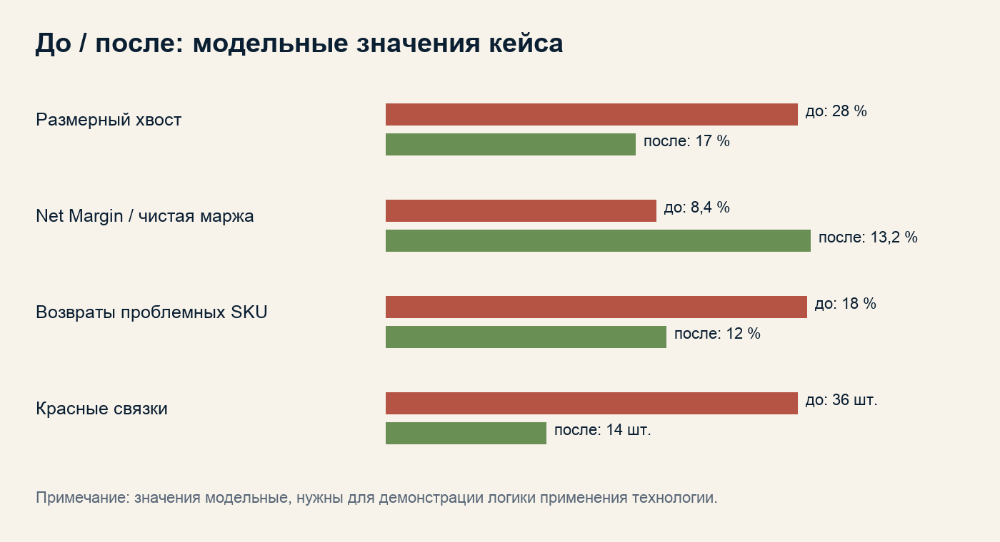 До / после: модельные значения кейса
Размерный хвост
до: 28 %
после: 17 %
Net Margin / чистая маржа
до: 8,4 %
после: 13,2 %
Возвраты проблемных SKU
до: 18 %
после: 12 %
Красные связки
до: 36 шт.
после: 14 шт.
Примечание: значения модельные, нужны для демонстрации логики применения технологии.